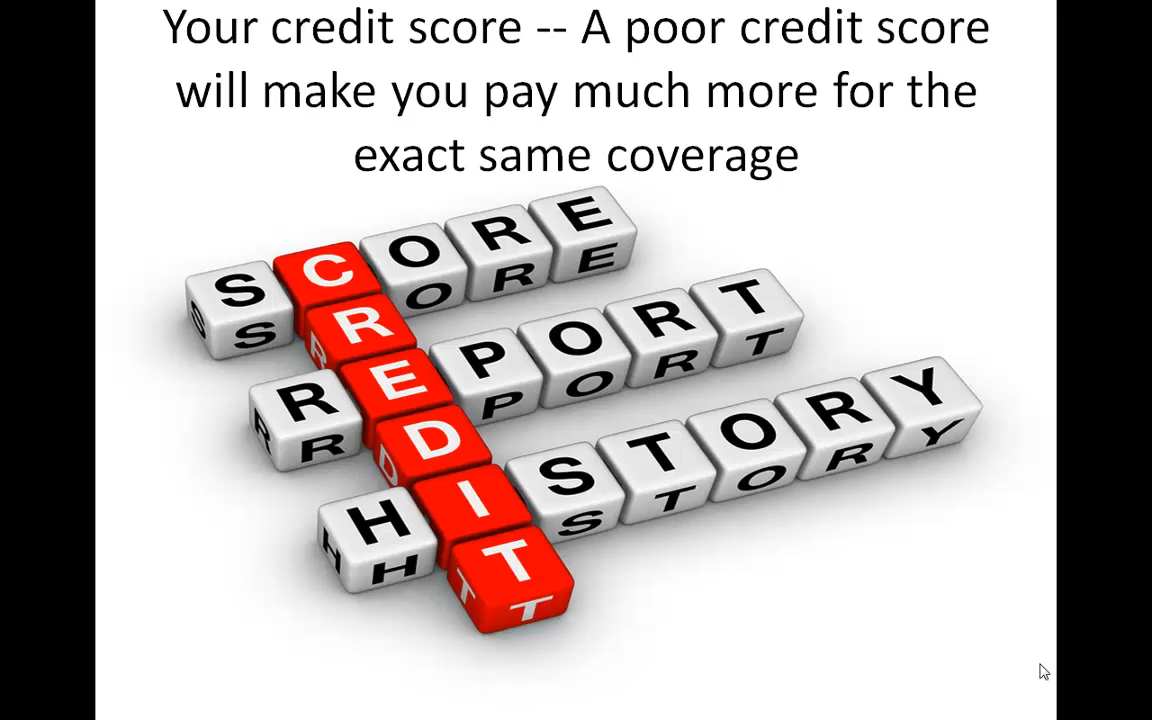 Your credit score -- A poor credit score
will make you pay much more for the
exact same coverage
SCORE
REPORT
HISTORY
CREDIT